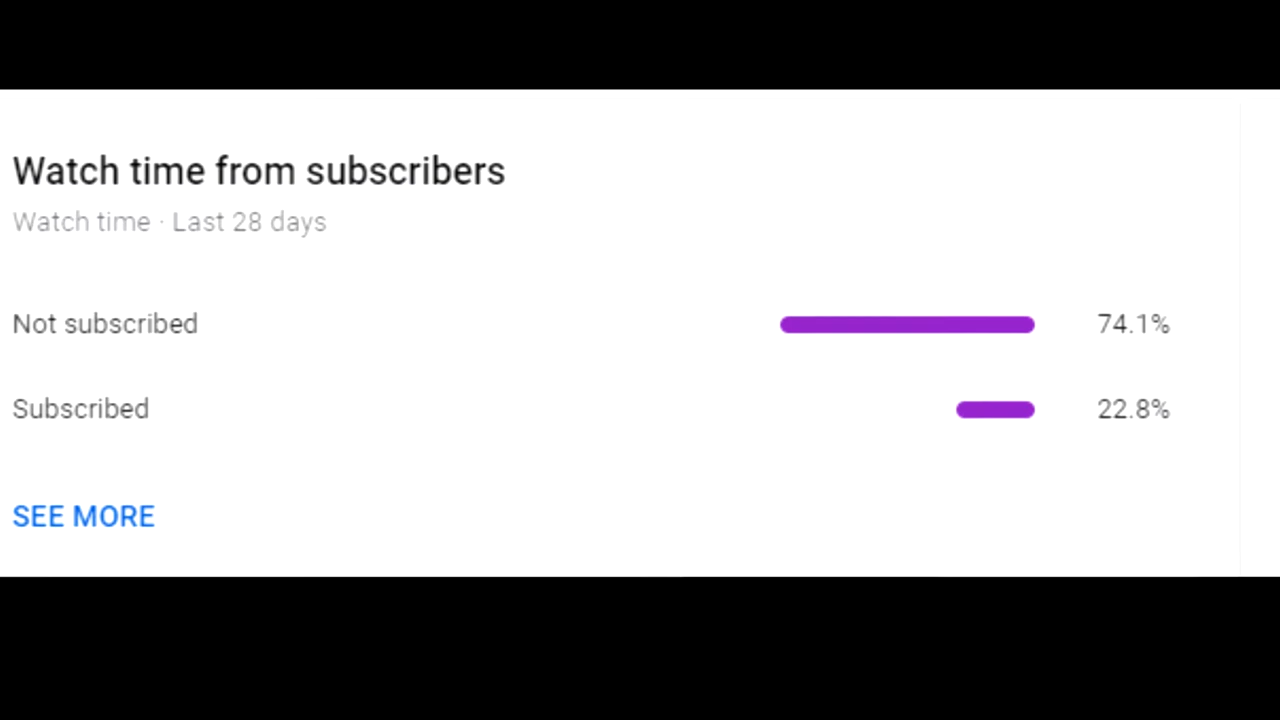 Watch time from subscribers
Watch time · Last 28 days
Not subscribed 74.1%
Subscribed 22.8%
SEE MORE